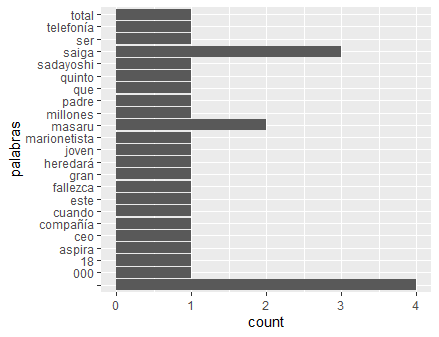 total
telefonía
ser
saiga
sadayoshi
quinto
que
padre
millones
masaru
marionetista
joven
heredará
gran
fallezca
este
cuando
compañía
ceo
aspira
18
000
palabras
0 1 2 3 4
count